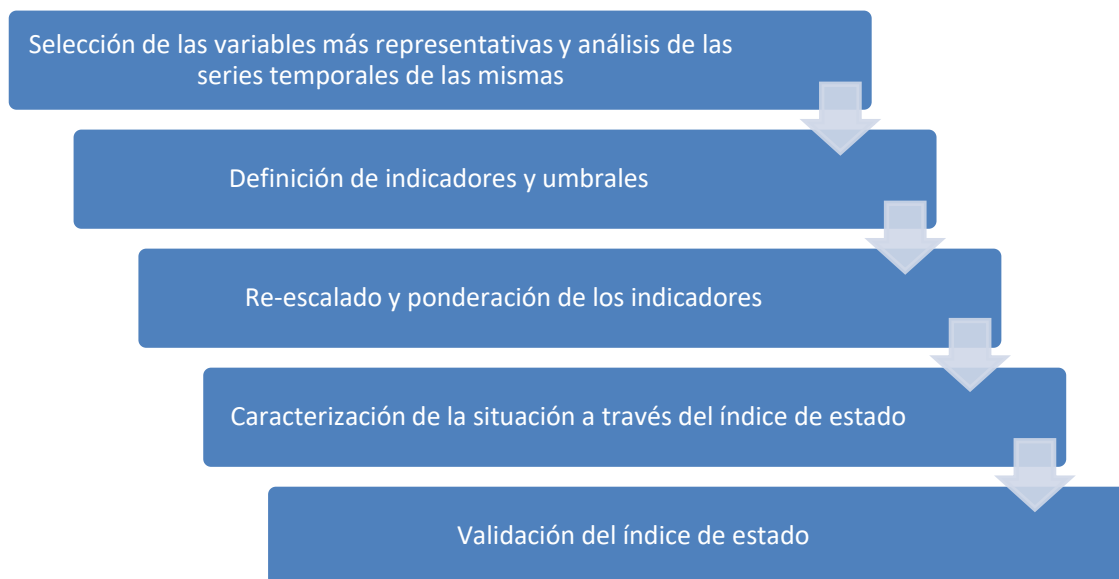 Selección de las variables más representativas y análisis de las
series temporales de las mismas
Definición de indicadores y umbrales
Re-escalado y ponderación de los indicadores
Caracterización de la situación a través del índice de estado
Validación del índice de estado